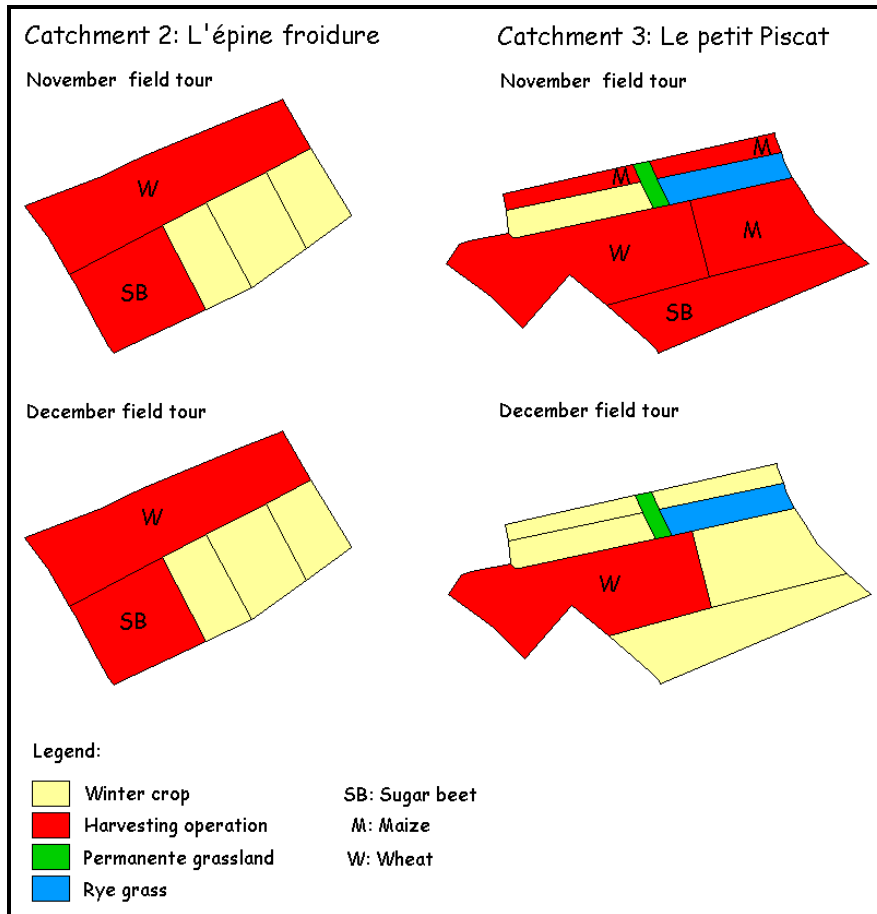 Catchment 2: L'épine froidure
November field tour
W
SB
December field tour
W
SB
Catchment 3: Le petit Piscat
November field tour
M
M
W
M
SB
December field tour
W
Legend:
Winter crop
Harvesting operation
Permanente grassland
Rye grass
SB: Sugar beet
M: Maize
W: Wheat